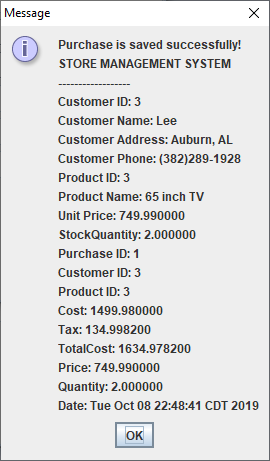 Message
Purchase is saved successfully!
STORE MANAGEMENT SYSTEM
------------------
Customer ID: 3
Customer Name: Lee
Customer Address: Auburn, AL
Customer Phone: (382)289-1928
Product ID: 3
Product Name: 65 inch TV
Unit Price: 749.990000
StockQuantity: 2.000000
Purchase ID: 1
Customer ID: 3
Product ID: 3
Cost: 1499.980000
Tax: 134.998200
TotalCost: 1634.978200
Price: 749.990000
Quantity: 2.000000
Date: Tue Oct 08 22:48:41 CDT 2019
OK